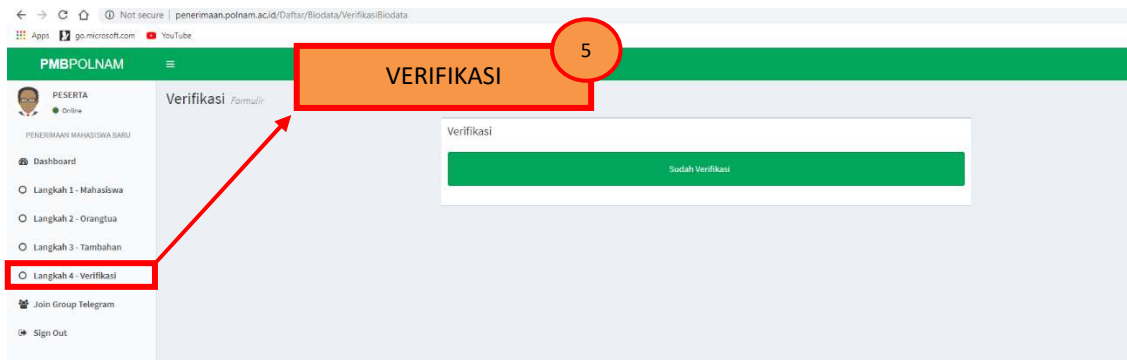 Not secure | penerimaan.polnam.ac.id/Daftar/Biodata/VerifikasiBiodata
Apps go.microsoft.com YouTube
PMBPOLNAM
5
VERIFIKASI
PESERTA
Online
Verifikasi Formulir
PENERIMAAN MAHASISWA BARU
Verifikasi
Sudah Verifikasi
Dashboard
Langkah 1 - Mahasiswa
Langkah 2 - Orangtua
Langkah 3 - Tambahan
Langkah 4 - Verifikasi
Join Group Telegram
Sign Out